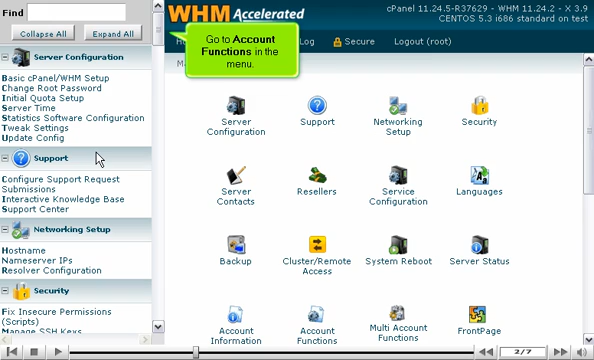 Find
Collapse All
Expand All
Server Configuration
Basic cPanel/WHM Setup
Change Root Password
Initial Quota Setup
Server Time
Statistics Software Configuration
Tweak Settings
Update Config
Support
Configure Support Request
Submissions
Interactive Knowledge Base
Support Center
Networking Setup
Hostname
Nameserver IPs
Resolver Configuration
Security
Fix Insecure Permissions
(Scripts)
Manage SSH Keys
WHM Accelerated
cPanel 11.24.5-R37629 - WHM 11.24.2 - X 3.9
CENTOS 5.3 i686 standard on test
Log
Secure
Logout (root)
Go to Account
Functions in the
menu.
Server
Configuration
Support
Networking
Setup
Security
Server
Contacts
Resellers
Service
Configuration
Languages
Backup
Cluster/Remote
Access
System Reboot
Server Status
Account
Information
Account
Functions
Multi Account
Functions
FrontPage
2/7